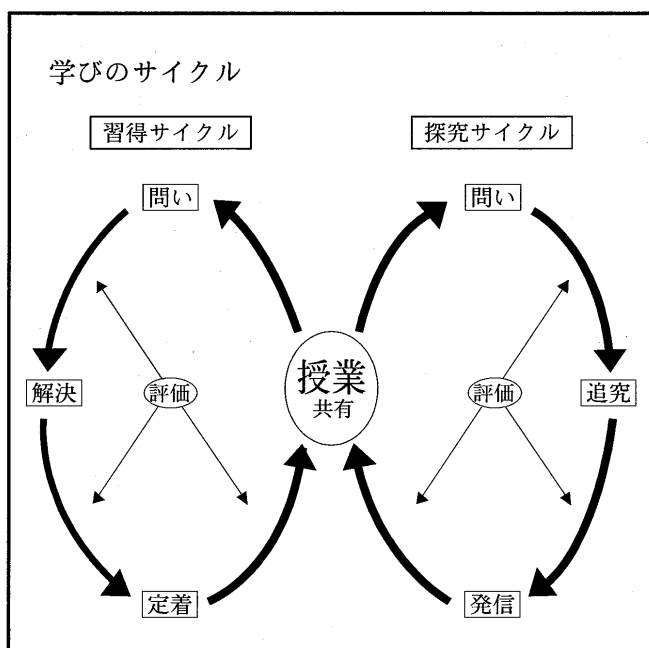 学びのサイクル
習得サイクル
探究サイクル
問い
問い
解決
評価
授業
共有
評価
追究
定着
発信